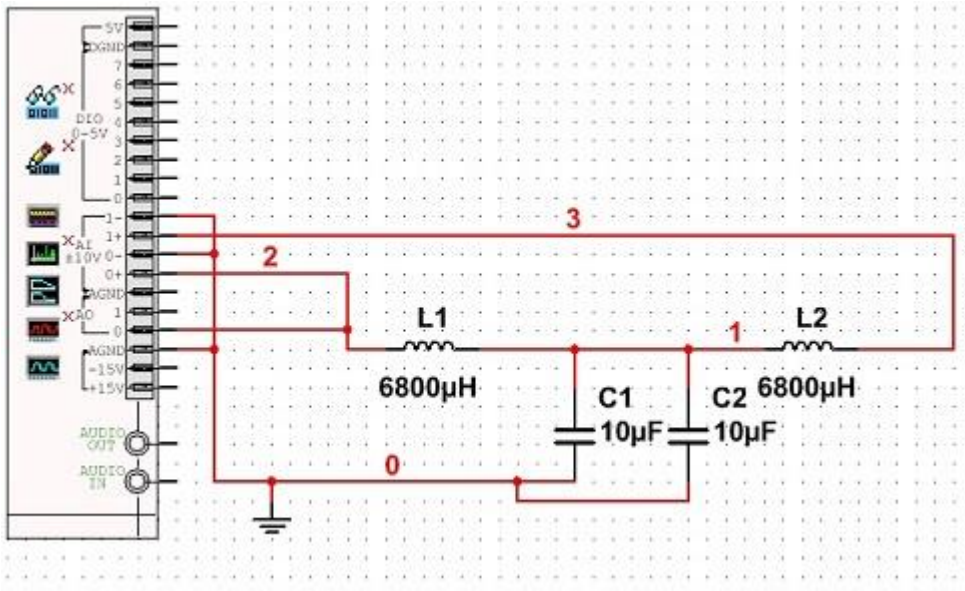 5V
DGND
7
6
5
DIO 4
0-5V 3
2
1
0
1-
AI 1+
±10V 0-
0+
AGND
AO 1
0
AGND
-15V
+15V
AUDIO
OUT
AUDIO
IN
3
2
L1
6800µH
1
L2
6800µH
C1
10µF
C2
10µF
0